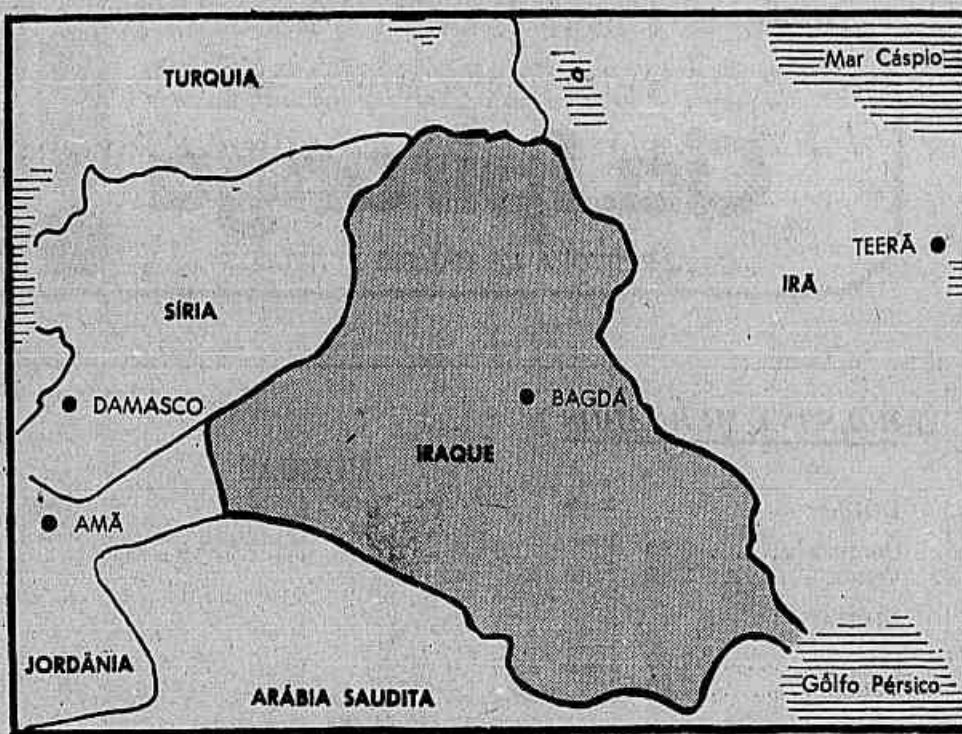 Mar Cáspio
TURQUIA
TEERÃ
IRÃ
SÍRIA
DAMASCO
BAGDÁ
IRAQUE
AMÃ
JORDÂNIA
ARÁBIA SAUDITA
Gôlfo Pérsico